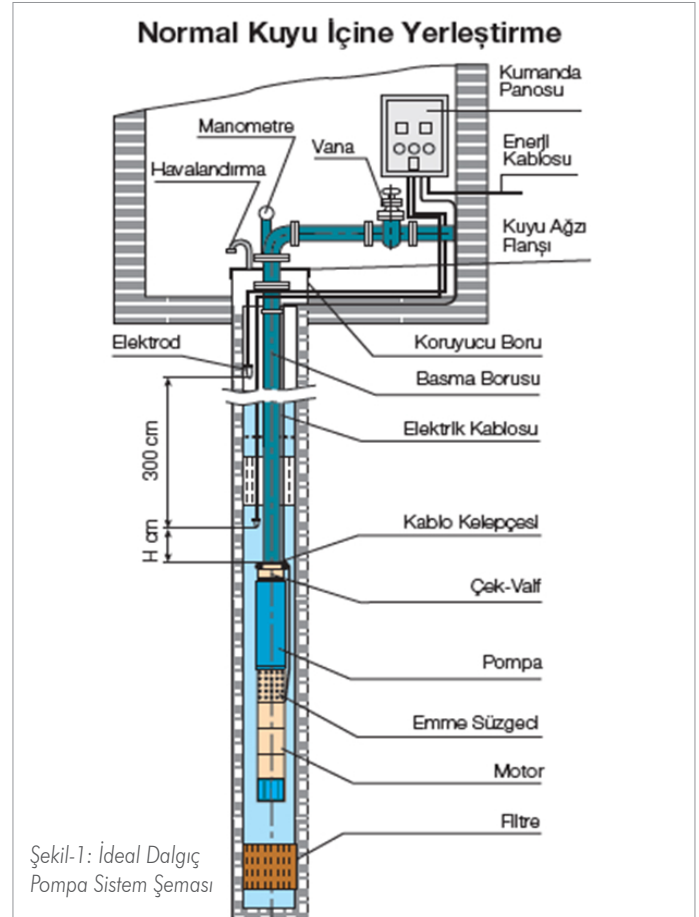 Normal Kuyu İçine Yerleştirme
Kumanda
Panosu
Manometre
Vana
Enerji
Kablosu
Havalandırma
Kuyu Ağzı
Flanşı
Elektrod
Koruyucu Boru
Basma Borusu
Elektrik Kablosu
300 cm
Kablo Kelepçesi
H cm
Çek-Valf
Pompa
Emme Süzgeci
Motor
Filtre
Şekil-1: İdeal Dalgıç
Pompa Sistem Şeması